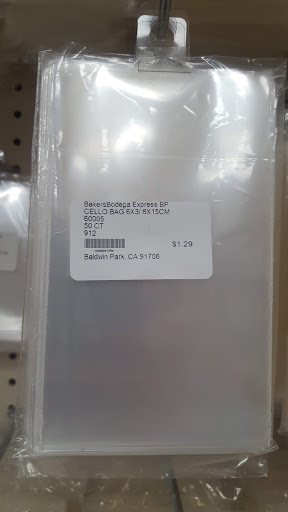 BakersBodega Express BP
CELLO BAG 6X3/ 8X15CM
60005
50 CT
912
$1.29
Baldwin Park, CA 91706